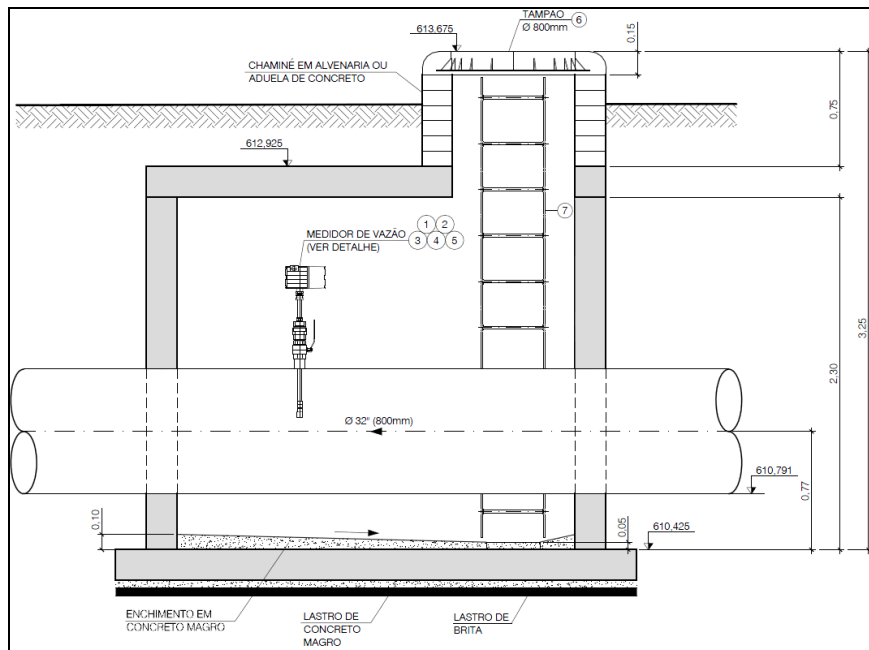 TAMPAO 6
Ø 800mm
613,675
0,15
CHAMINÉ EM ALVENARIA OU
ADUELA DE CONCRETO
0,75
612,925
7
MEDIDOR DE VAZÃO 1 2
(VER DETALHE) 3 4 5
3,25
2,30
Ø 32" (800mm)
610,791
0,77
0,10
0,05
610,425
ENCHIMENTO EM
CONCRETO MAGRO
LASTRO DE
CONCRETO
MAGRO
LASTRO DE
BRITA